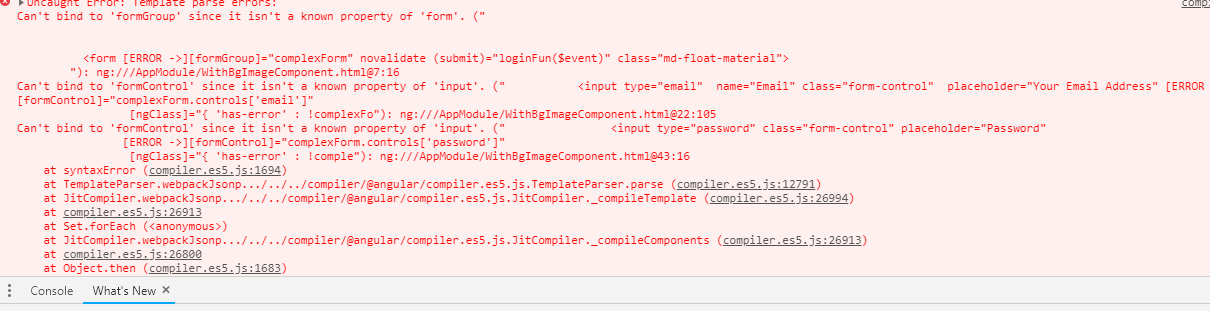 Uncaught Error: Template parse errors:
Can't bind to 'formGroup' since it isn't a known property of 'form'. ("
<form [ERROR ->][formGroup]="complexForm" novalidate (submit)="loginFun($event)" class="md-float-material">
"): ng:///AppModule/WithBgImageComponent.html@7:16
Can't bind to 'formControl' since it isn't a known property of 'input'. (" <input type="email" name="Email" class="form-control" placeholder="Your Email Address" [ERROR
[formControl]="complexForm.controls['email']"
[ngClass]="{ 'has-error' : !complexFo"): ng:///AppModule/WithBgImageComponent.html@22:105
Can't bind to 'formControl' since it isn't a known property of 'input'. (" <input type="password" class="form-control" placeholder="Password"
[ERROR ->][formControl]="complexForm.controls['password']"
[ngClass]="{ 'has-error' : !comple"): ng:///AppModule/WithBgImageComponent.html@43:16
at syntaxError (compiler.es5.js:1694)
at TemplateParser.webpackJsonp.../../../compiler/@angular/compiler.es5.js.TemplateParser.parse (compiler.es5.js:12791)
at JitCompiler.webpackJsonp.../../../compiler/@angular/compiler.es5.js.JitCompiler._compileTemplate (compiler.es5.js:26994)
at compiler.es5.js:26913
at Set.forEach (<anonymous>)
at JitCompiler.webpackJsonp.../../../compiler/@angular/compiler.es5.js.JitCompiler._compileComponents (compiler.es5.js:26913)
at compiler.es5.js:26800
at Object.then (compiler.es5.js:1683)
Console What's New